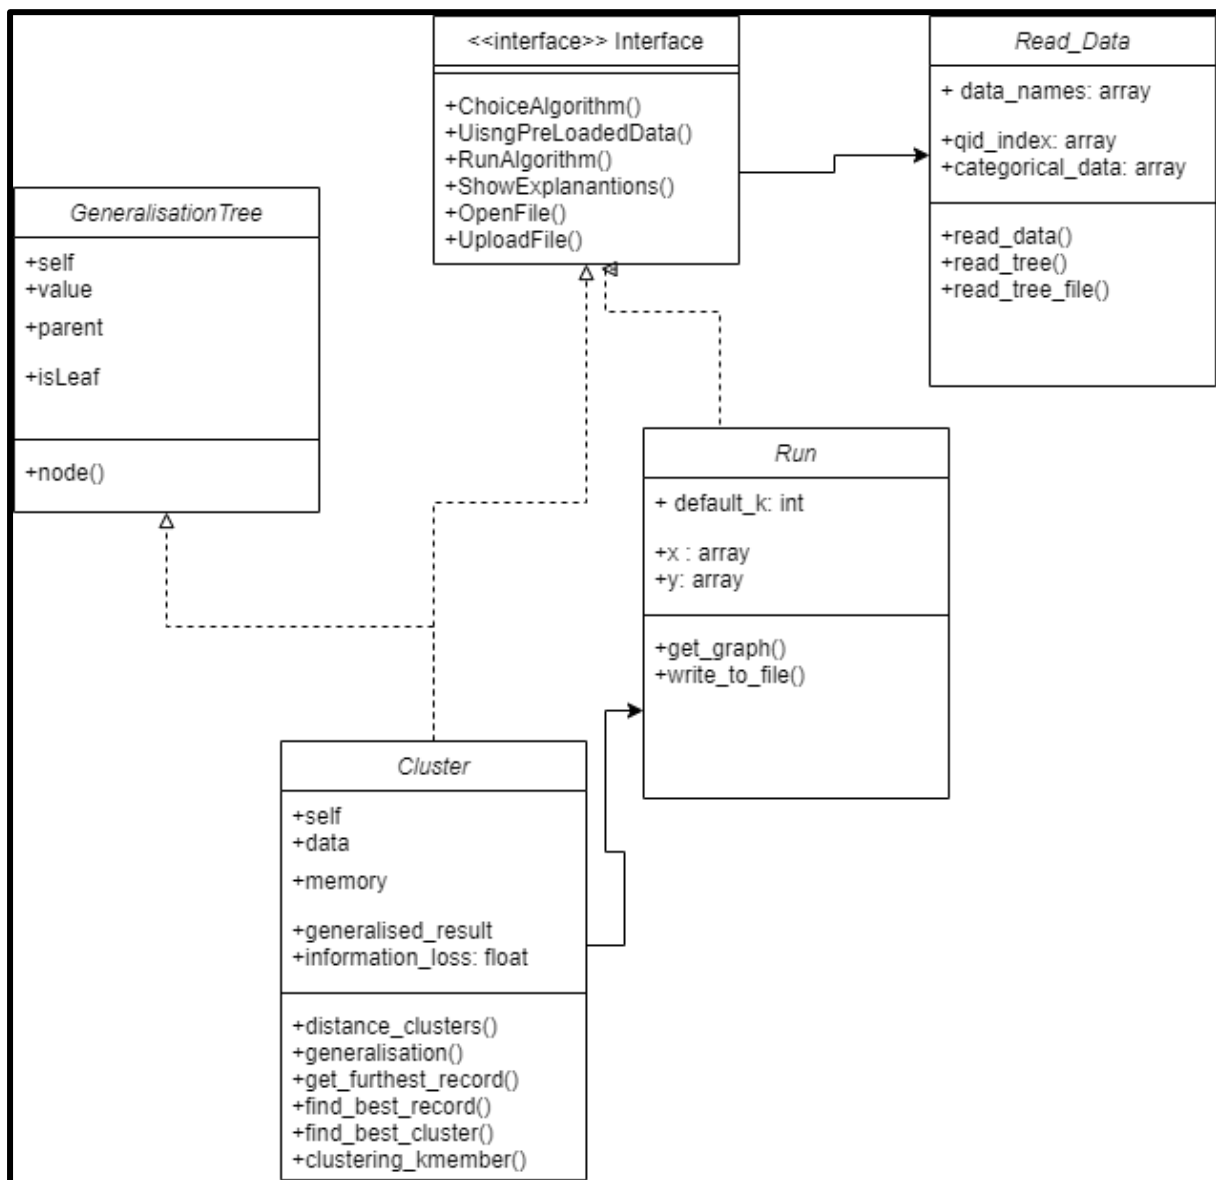 <<interface>> Interface
+ChoiceAlgorithm()
+UisngPreLoadedData()
+RunAlgorithm()
+ShowExplanantions()
+OpenFile()
+UploadFile()
Read_Data
+ data_names: array
+qid_index: array
+categorical_data: array
+read_data()
+read_tree()
+read_tree_file()
GeneralisationTree
+self
+value
+parent
+isLeaf
+node()
Run
+ default_k: int
+x : array
+y: array
+get_graph()
+write_to_file()
Cluster
+self
+data
+memory
+generalised_result
+information_loss: float
+distance_clusters()
+generalisation()
+get_furthest_record()
+find_best_record()
+find_best_cluster()
+clustering_kmember()